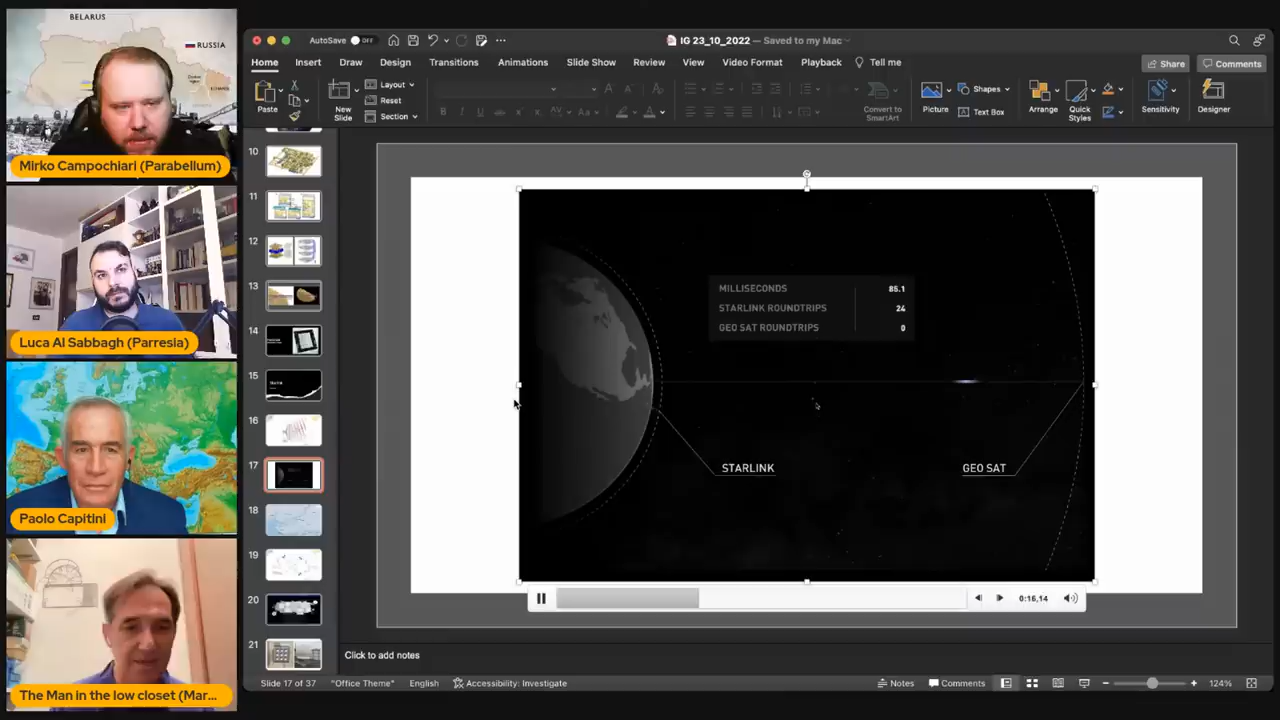 BELARUS
RUSSIA
Mirko Campochiari (Parabellum)
Luca Al Sabbagh (Parresia)
Paolo Capitini
The Man in the low closet (Mar...
AutoSave OFF
IG 23_10_2022 — Saved to my Mac
Home Insert Draw Design Transitions Animations Slide Show Review View Video Format Playback Tell me
Share Comments
Paste
New Slide
Layout
Reset
Section
Convert to SmartArt
Picture
Shapes
Text Box
Arrange
Quick Styles
Sensitivity
Designer
10
11
12
13
14
15
16
17
18
19
20
21
MILLISECONDS 85.1
STARLINK ROUNDTRIPS 24
GEO SAT ROUNDTRIPS 0
STARLINK
GEO SAT
0:16,14
Click to add notes
Slide 17 of 37 "Office Theme" English Accessibility: Investigate Notes Comments 124%